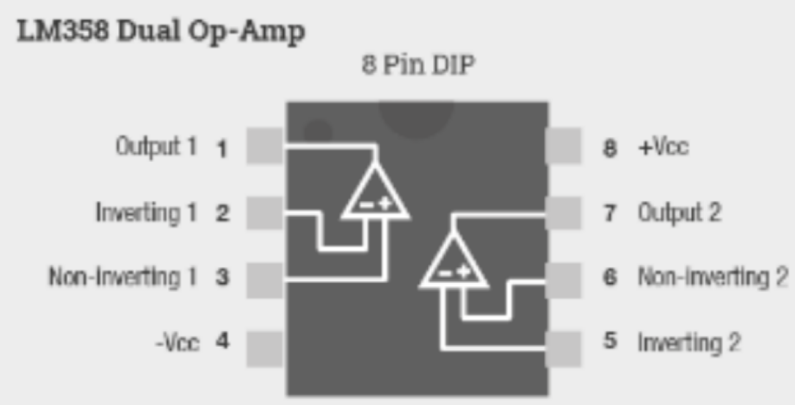 LM358 Dual Op-Amp
8 Pin DIP
Output 1 1
8 +Vcc
Inverting 1 2
7 Output 2
Non-Inverting 1 3
6 Non-inverting 2
-Vcc 4
5 Inverting 2
- +
- +